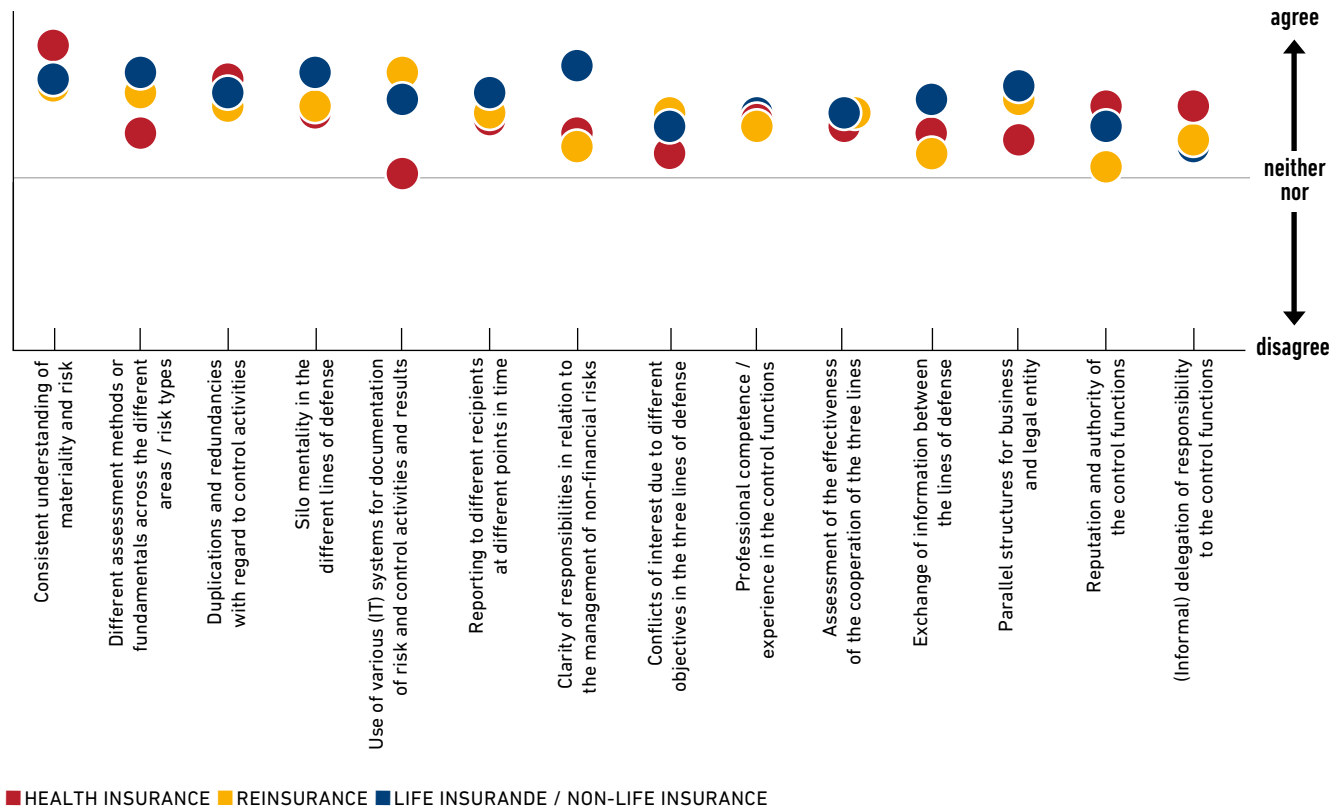 agree
neither
nor
disagree
Consistent understanding of
materiality and risk
Different assessment methods or
fundamentals across the different
areas / risk types
Duplications and redundancies
with regard to control activities
Silo mentality in the
different lines of defense
Use of various (IT) systems for documentation
of risk and control activities and results
Reporting to different recipients
at different points in time
Clarity of responsibilities in relation to
the management of non-financial risks
Conflicts of interest due to different
objectives in the three lines of defense
Professional competence /
experience in the control functions
Assessment of the effectiveness
of the cooperation of the three lines
Exchange of information between
the lines of defense
Parallel structures for business
and legal entity
Reputation and authority of
the control functions
(Informal) delegation of responsibility
to the control functions
HEALTH INSURANCE REINSURANCE LIFE INSURANDE / NON-LIFE INSURANCE